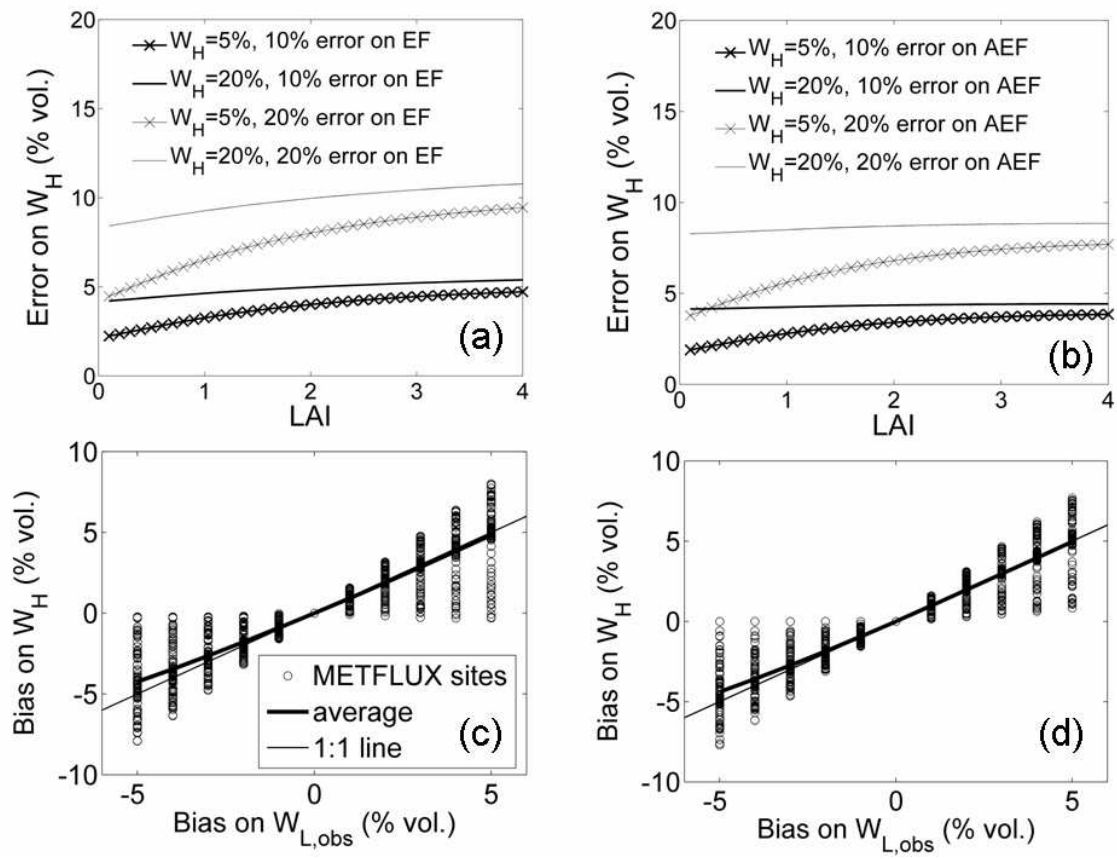 W_H=5%, 10% error on EF
W_H=20%, 10% error on EF
W_H=5%, 20% error on EF
W_H=20%, 20% error on EF
Error on W_H (% vol.)
20
15
10
5
0
0 1 2 3 4
LAI
(a)
W_H=5%, 10% error on AEF
W_H=20%, 10% error on AEF
W_H=5%, 20% error on AEF
W_H=20%, 20% error on AEF
Error on W_H (% vol.)
20
15
10
5
0
0 1 2 3 4
LAI
(b)
Bias on W_H (% vol.)
10
5
0
-5
-10
METFLUX sites
average
1:1 line
(c)
-5 0 5
Bias on W_L,obs (% vol.)
Bias on W_H (% vol.)
10
5
0
-5
-10
(d)
-5 0 5
Bias on W_L,obs (% vol.)